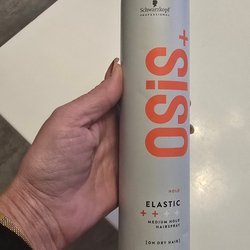 Schwarzkopf
PROFESSIONAL
OSiS+
HOLD
ELASTIC
++
MEDIUM HOLD
HAIRSPRAY
[ON DRY HAIR]